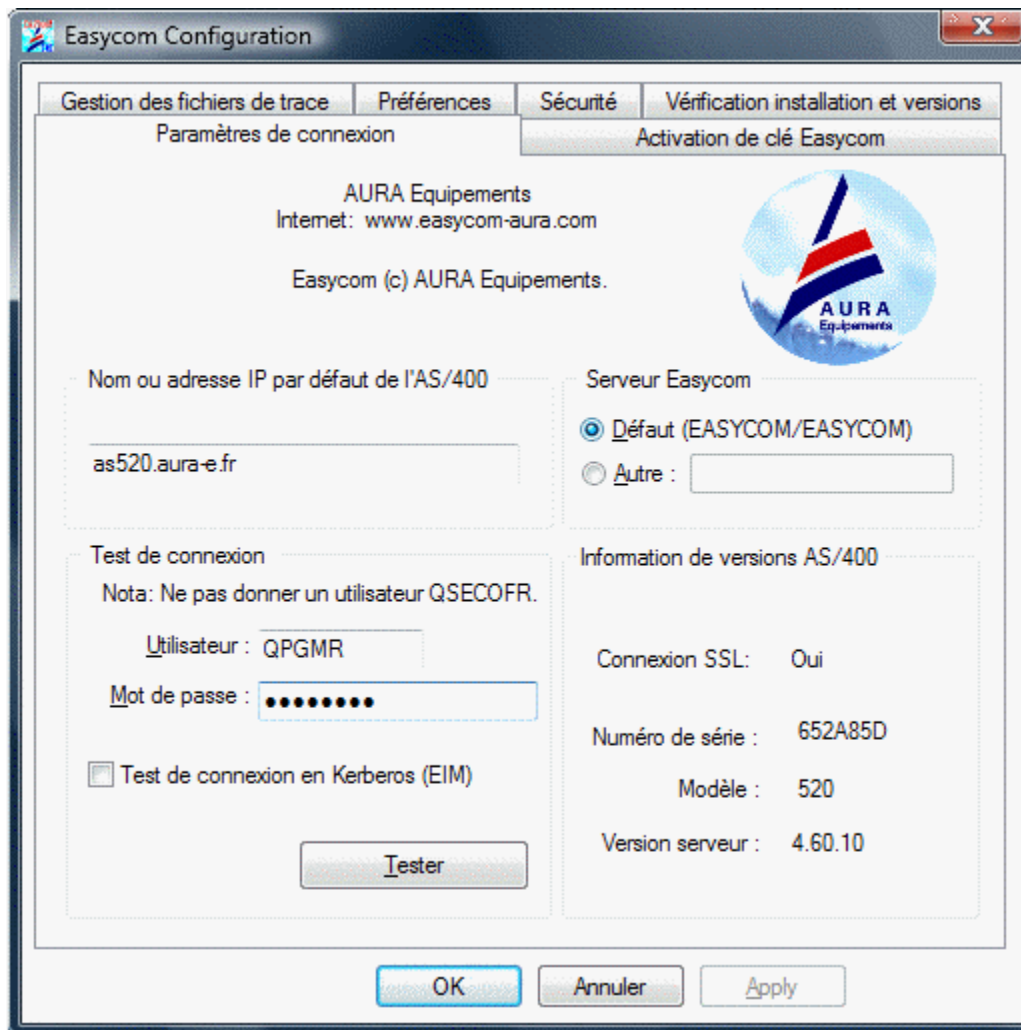 Easycom Configuration
Gestion des fichiers de trace Préférences Sécurité Vérification installation et versions
Paramètres de connexion Activation de clé Easycom
AURA Equipements
Internet: www.easycom-aura.com
Easycom (c) AURA Equipements.
AURA
Equipements
Nom ou adresse IP par défaut de l'AS/400
as520.aura-e.fr
Serveur Easycom
Défaut (EASYCOM/EASYCOM)
Autre :
Test de connexion
Nota: Ne pas donner un utilisateur QSECOFR.
Utilisateur : QPGMR
Mot de passe : ●●●●●●●●
Test de connexion en Kerberos (EIM)
Tester
Information de versions AS/400
Connexion SSL: Oui
Numéro de série : 652A85D
Modèle : 520
Version serveur : 4.60.10
OK Annuler Apply